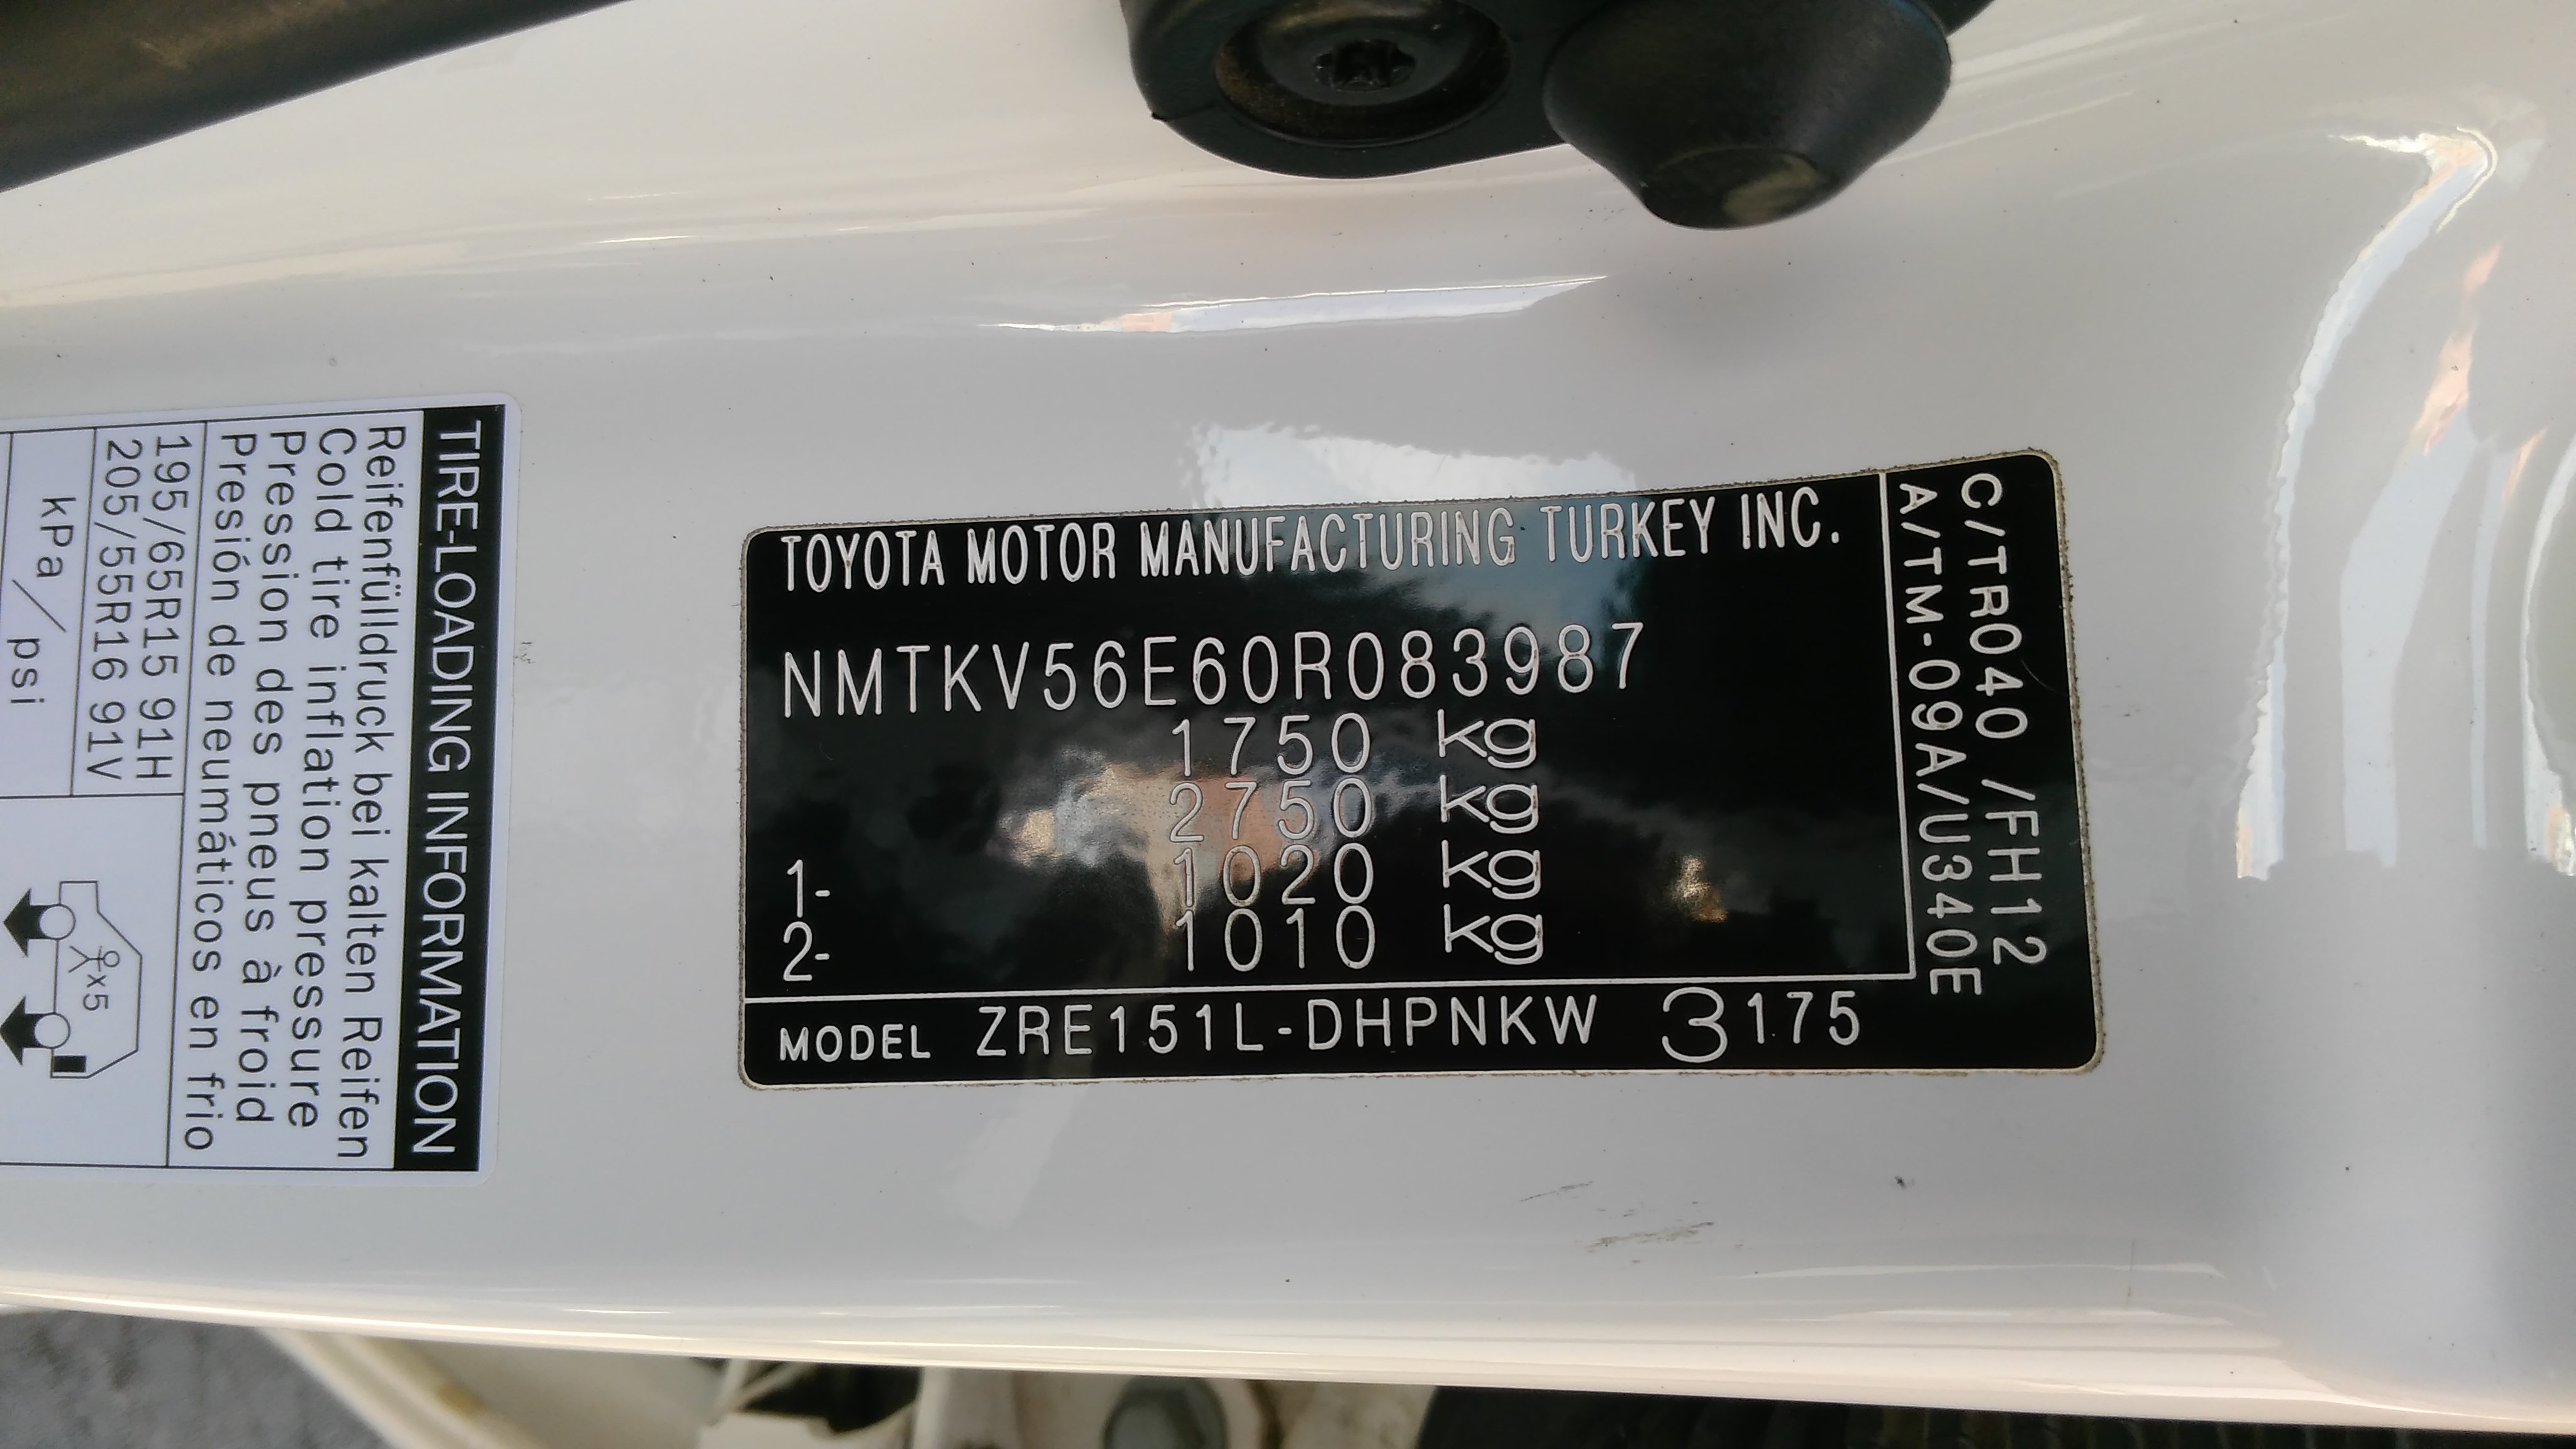 TOYOTA MOTOR MANUFACTURING TURKEY INC.
NMTKV56E60R083987
1750 kg
2750 kg
1- 1020 kg
2- 1010 kg
C/TR040 /FH12
A/TM-09A/U340E
MODEL ZRE151L-DHPNKW 3175
TIRE-LOADING INFORMATION
Reifenfülldruck bei kalten Reifen
Cold tire inflation pressure
Pression des pneus à froid
Presión de neumáticos en frio
195/65R15 91H
205/55R16 91V
x5
kPa/psi